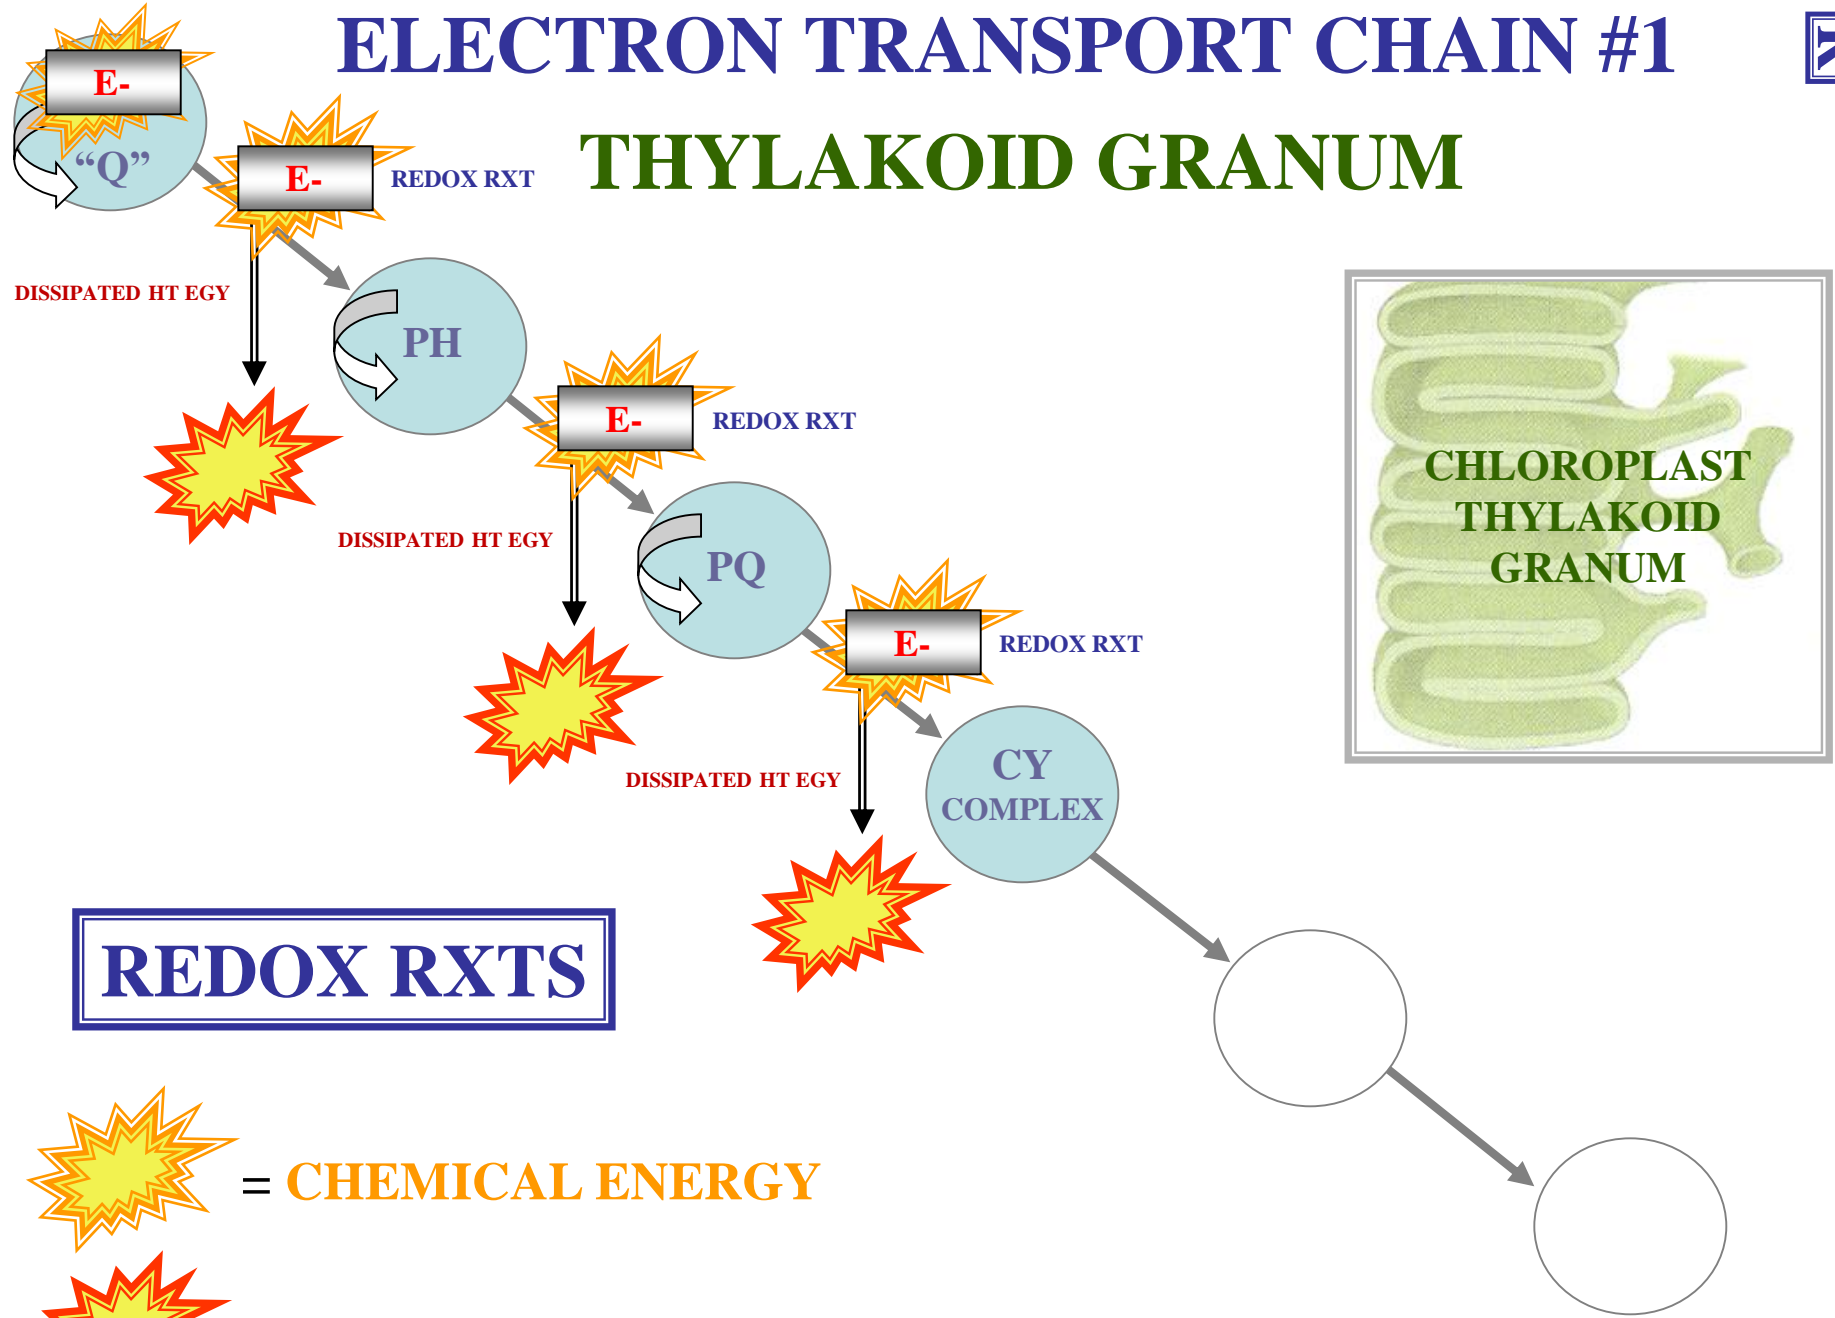 ELECTRON TRANSPORT CHAIN #1
THYLAKOID GRANUM
E-
“Q”
E-
REDOX RXT
DISSIPATED HT EGY
PH
E-
REDOX RXT
DISSIPATED HT EGY
PQ
E-
REDOX RXT
DISSIPATED HT EGY
CY
COMPLEX
CHLOROPLAST
THYLAKOID
GRANUM
REDOX RXTS
= CHEMICAL ENERGY